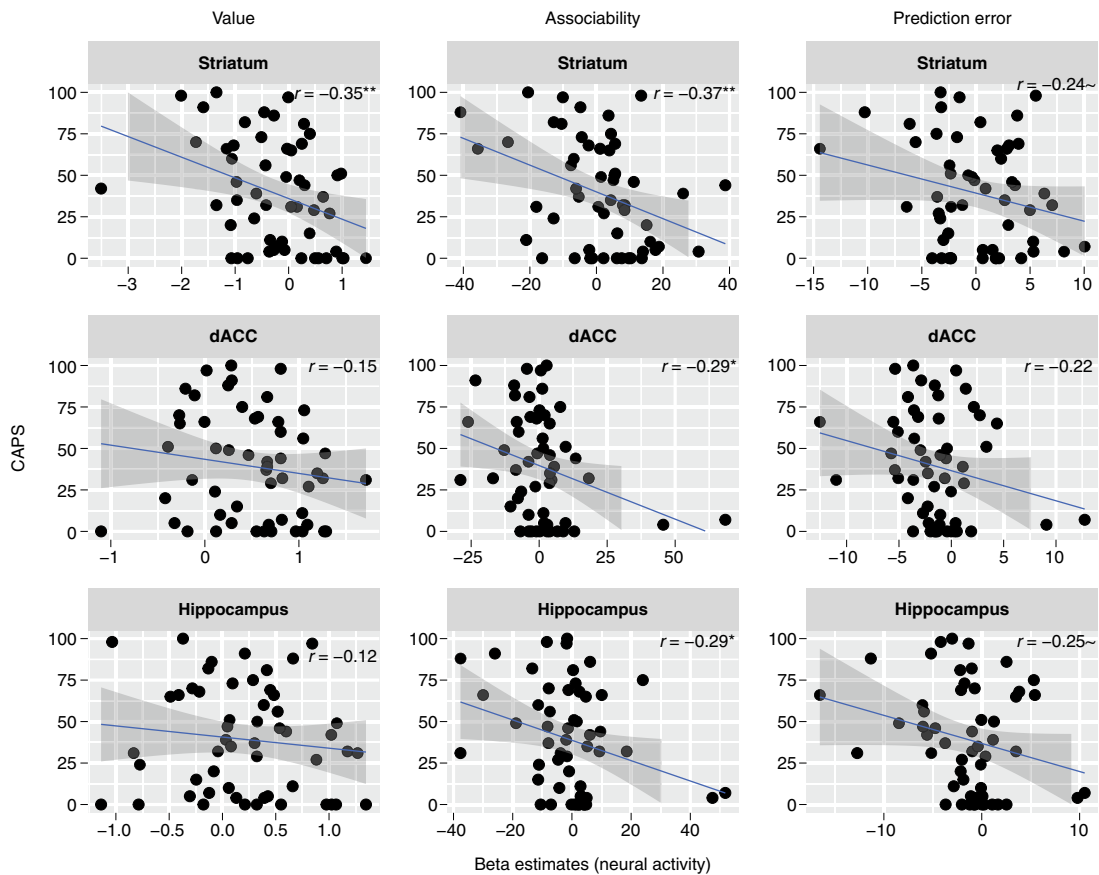 Value Associability Prediction error
Striatum Striatum Striatum
r = −0.35** r = −0.37** r = −0.24~
100 100 100
75 75 75
50 50 50
25 25 25
0 0 0
−3 −2 −1 0 1 −40 −20 0 20 40 −15 −10 −5 0 5 10
dACC dACC dACC
r = −0.15 r = −0.29* r = −0.22
100 100 100
75 75 75
CAPS
50 50 50
25 25 25
0 0 0
−1 0 1 −25 0 25 50 −10 −5 0 5 10
Hippocampus Hippocampus Hippocampus
r = −0.12 r = −0.29* r = −0.25~
100 100 100
75 75 75
50 50 50
25 25 25
0 0 0
−1.0 −0.5 0.0 0.5 1.0 −40 −20 0 20 40 −10 0 10
Beta estimates (neural activity)